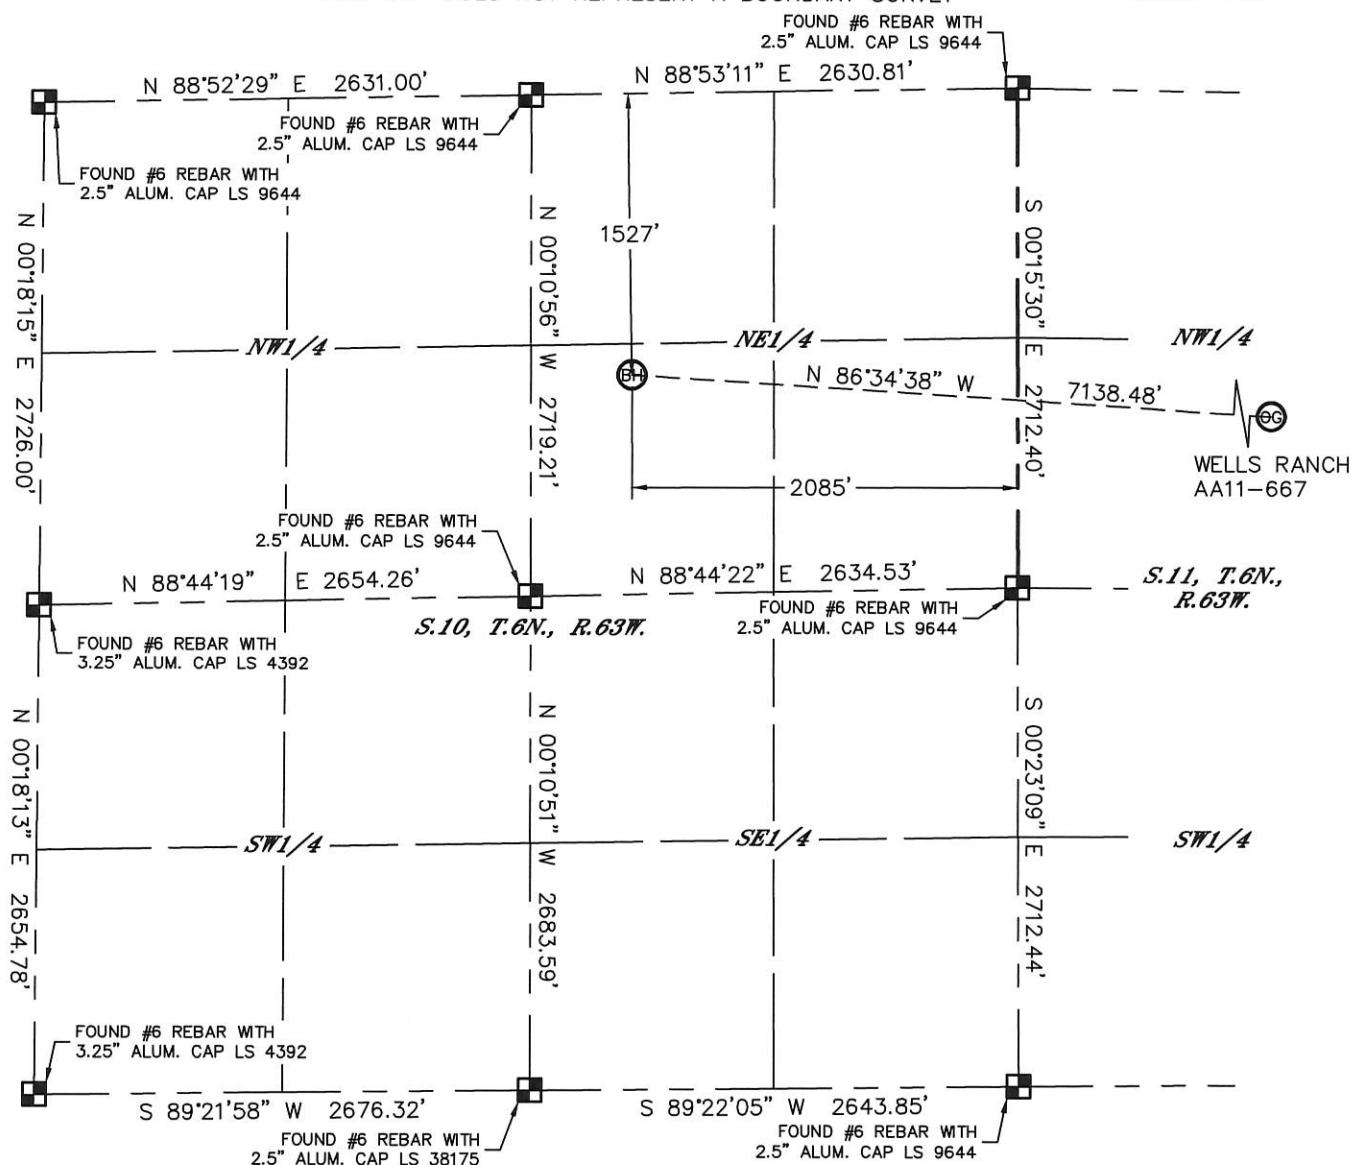 FOUND #6 REBAR WITH
2.5" ALUM. CAP LS 9644
N 88°52'29" E 2631.00'
N 88°53'11" E 2630.81'
FOUND #6 REBAR WITH
2.5" ALUM. CAP LS 9644
FOUND #6 REBAR WITH
2.5" ALUM. CAP LS 9644
N 00°18'15" E 2726.00'
N 00°10'56" W 2719.21'
1527'
S 00°15'30" E 2712.40'
NW1/4
NE1/4
NW1/4
BH
N 86°34'38" W 7138.48'
OG
WELLS RANCH
AA11-667
2085'
FOUND #6 REBAR WITH
2.5" ALUM. CAP LS 9644
N 88°44'19" E 2654.26'
N 88°44'22" E 2634.53'
S.11, T.6N.,
R.63W.
FOUND #6 REBAR WITH
2.5" ALUM. CAP LS 9644
S.10, T.6N., R.63W.
FOUND #6 REBAR WITH
3.25" ALUM. CAP LS 4392
N 00°18'13" E 2654.78'
N 00°10'51" W 2683.59'
S 00°23'09" E 2712.44'
SW1/4
SE1/4
SW1/4
FOUND #6 REBAR WITH
3.25" ALUM. CAP LS 4392
S 89°21'58" W 2676.32'
S 89°22'05" W 2643.85'
FOUND #6 REBAR WITH
2.5" ALUM. CAP LS 38175
FOUND #6 REBAR WITH
2.5" ALUM. CAP LS 9644